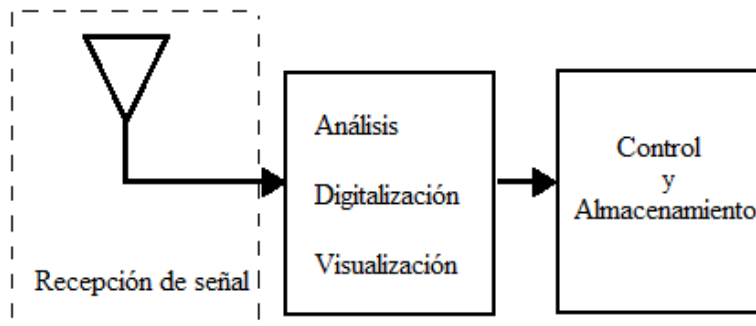 Recepción de señal
Análisis
Digitalización
Visualización
Control
y
Almacenamiento